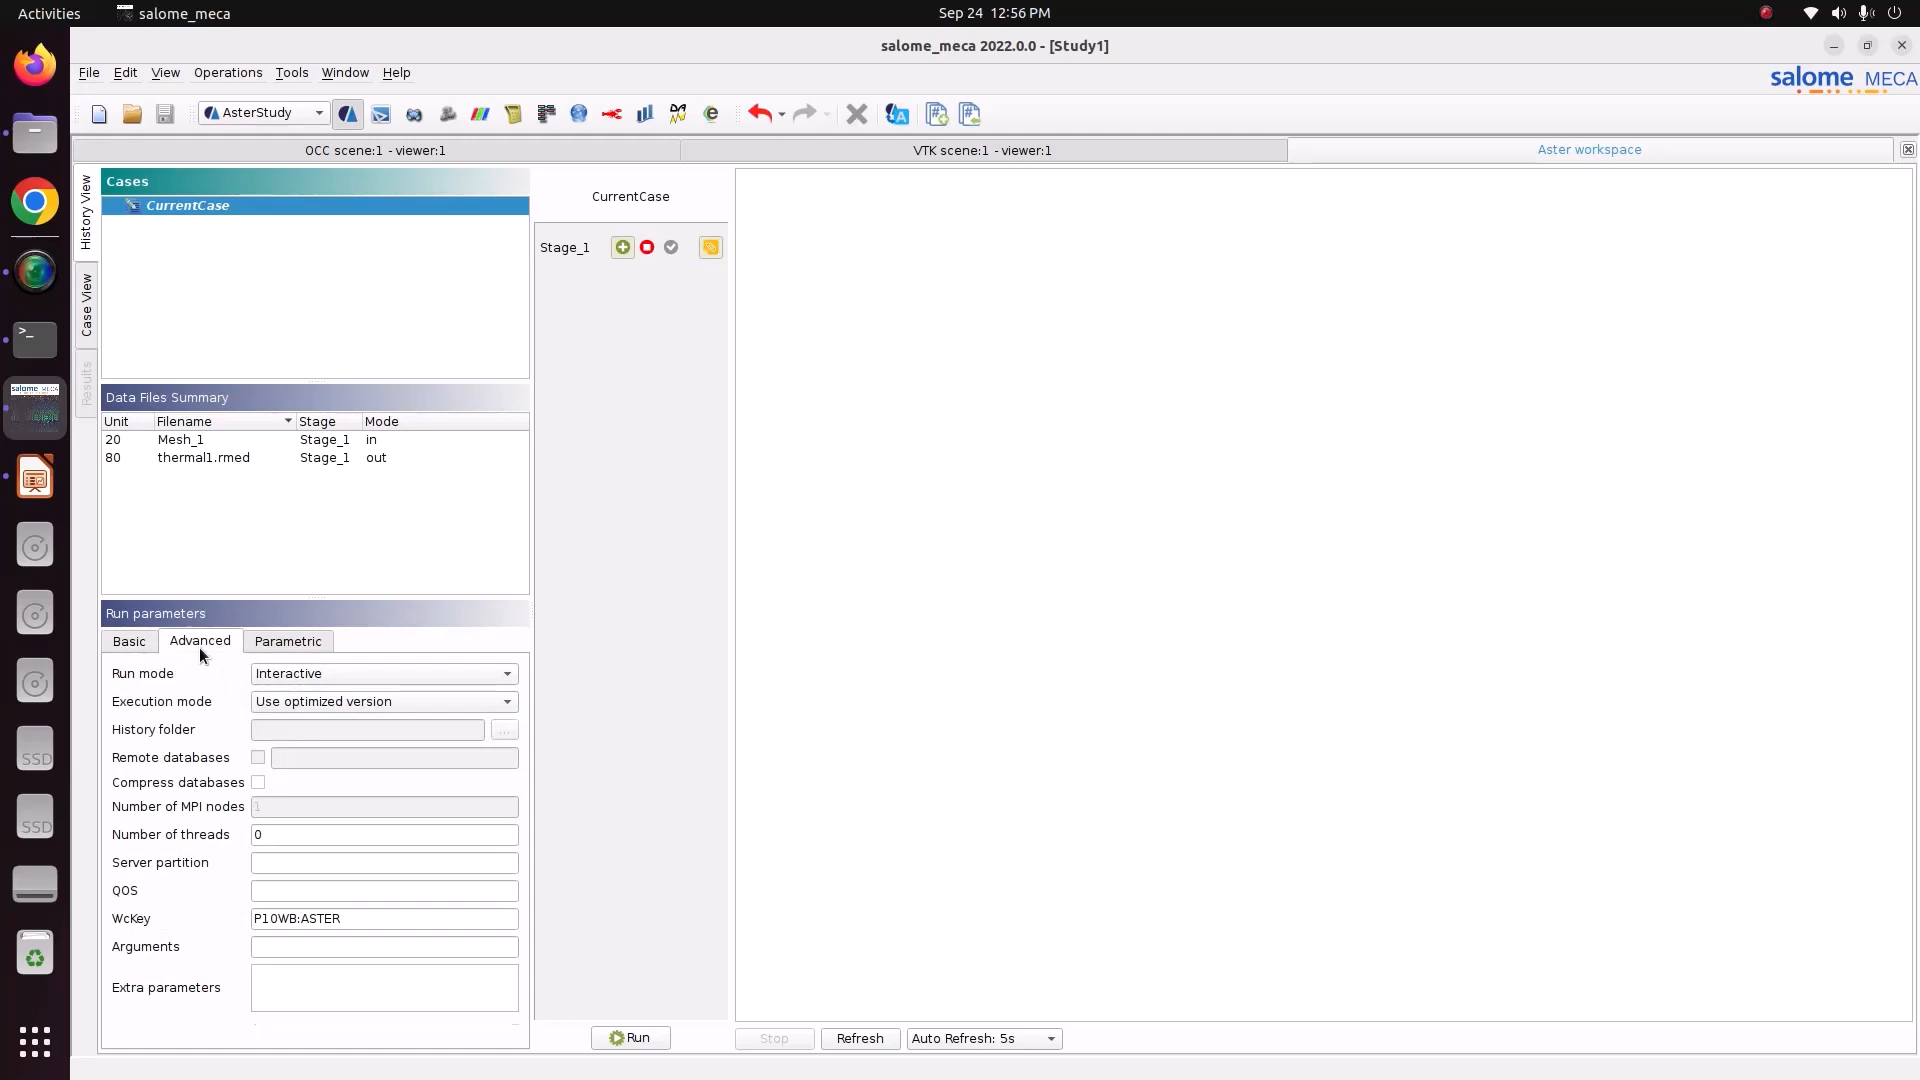 Activities
salome_meca
Sep 24 12:56 PM
salome_meca 2022.0.0 - [Study1]
File Edit View Operations Tools Window Help
salome MECA
AsterStudy
OCC scene:1 - viewer:1
VTK scene:1 - viewer:1
Aster workspace
History View
Case View
Results
Cases
CurrentCase
CurrentCase
Stage_1
Data Files Summary
Unit Filename Stage Mode
20 Mesh_1 Stage_1 in
80 thermal1.rmed Stage_1 out
Run parameters
Basic Advanced Parametric
Run mode Interactive
Execution mode Use optimized version
History folder ...
Remote databases
Compress databases
Number of MPI nodes 1
Number of threads 0
Server partition
QOS
WcKey P10WB:ASTER
Arguments
Extra parameters
Run
Stop
Refresh
Auto Refresh: 5s
>_
salome MECA
SSD
SSD